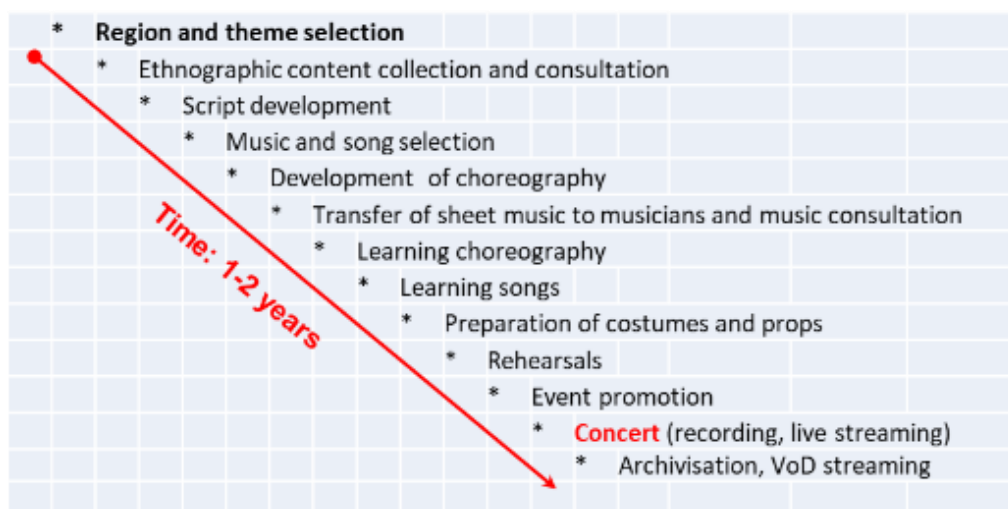 * Region and theme selection
* Ethnographic content collection and consultation
* Script development
* Music and song selection
* Development of choreography
* Transfer of sheet music to musicians and music consultation
* Learning choreography
* Learning songs
* Preparation of costumes and props
* Rehearsals
* Event promotion
* Concert (recording, live streaming)
* Archivisation, VoD streaming
Time: 1-2 years